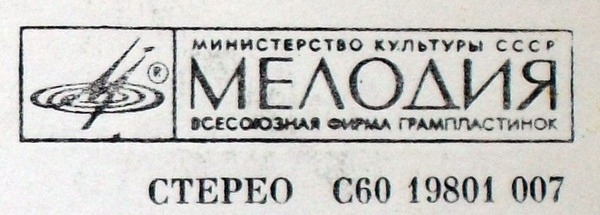 МИНИСТЕРСТВО КУЛЬТУРЫ СССР
®
МЕЛОДИЯ
ВСЕСОЮЗНАЯ ФИРМА ГРАМПЛАСТИНОК
СТЕРЕО С60 19801 007